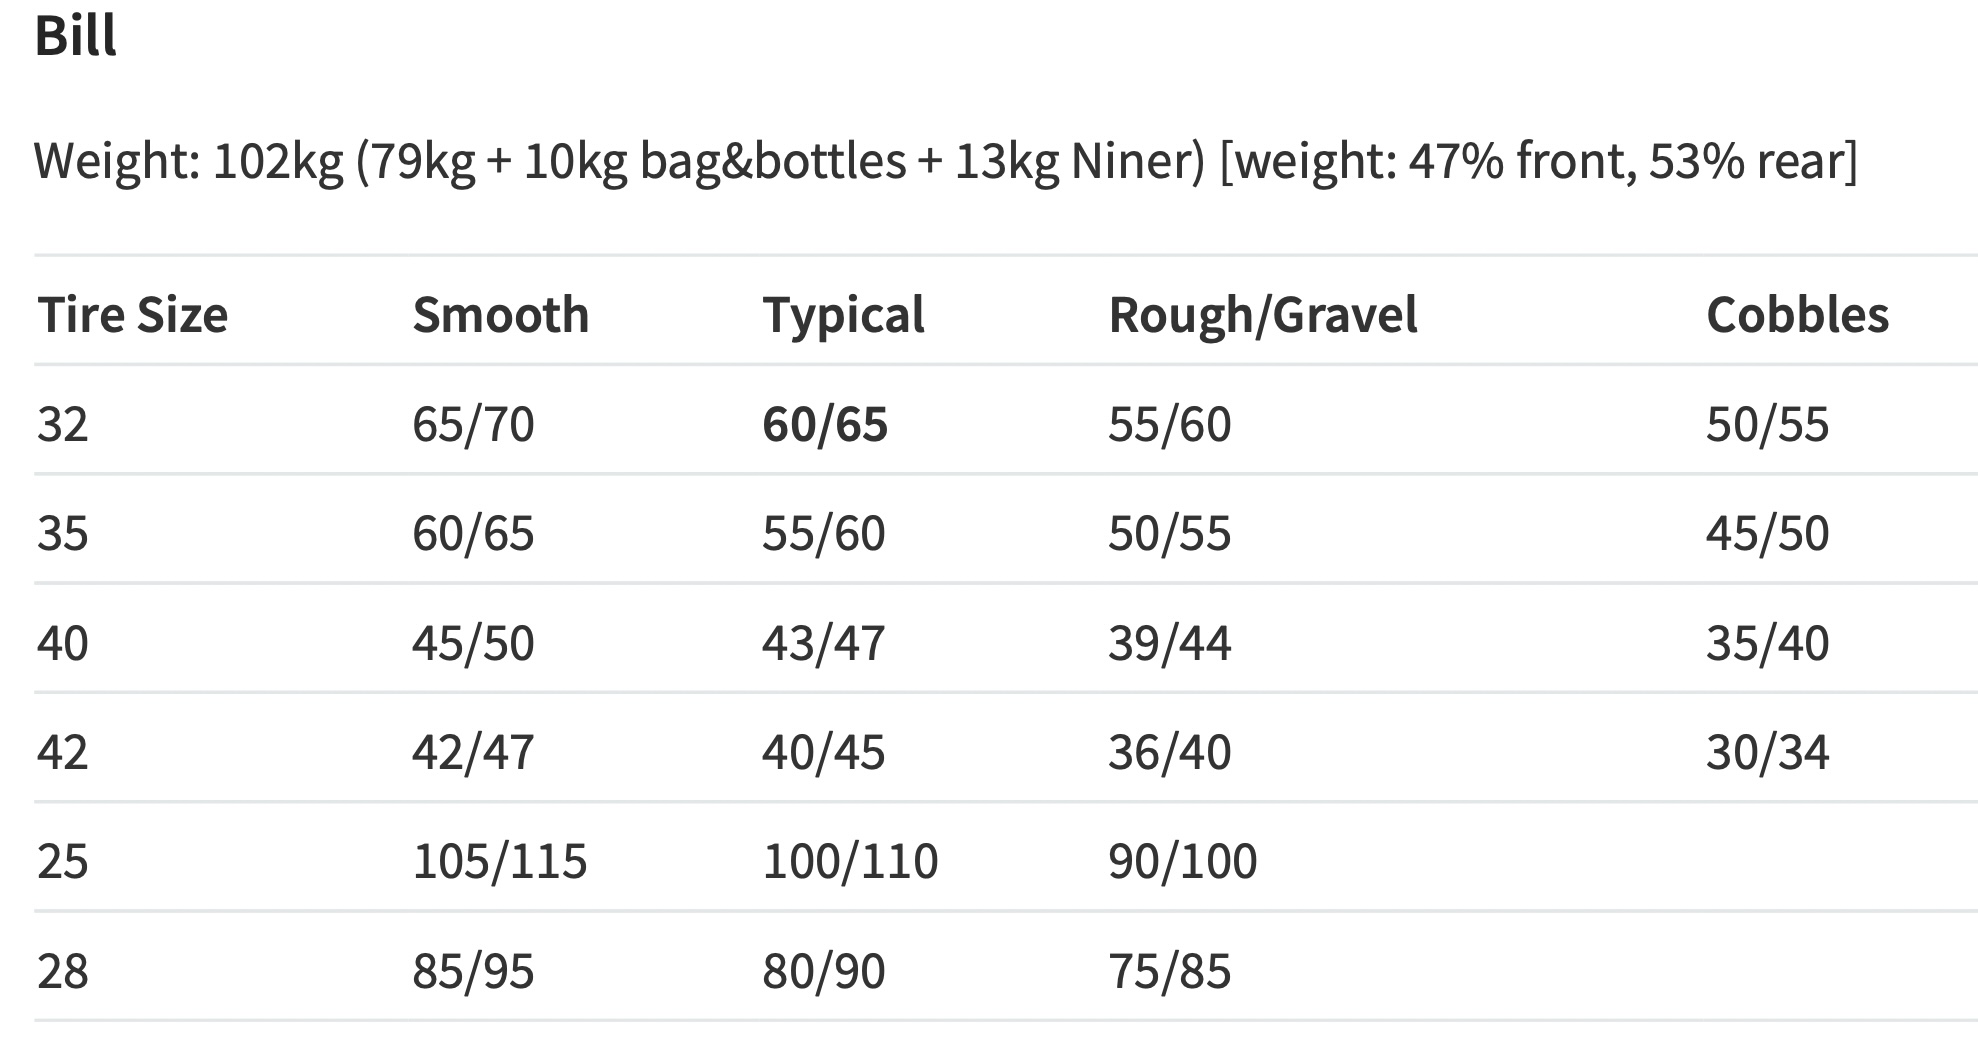 Bill
Weight: 102kg (79kg + 10kg bag&bottles + 13kg Niner) [weight: 47% front, 53% rear]
Tire Size Smooth Typical Rough/Gravel Cobbles
32 65/70 60/65 55/60 50/55
35 60/65 55/60 50/55 45/50
40 45/50 43/47 39/44 35/40
42 42/47 40/45 36/40 30/34
25 105/115 100/110 90/100
28 85/95 80/90 75/85